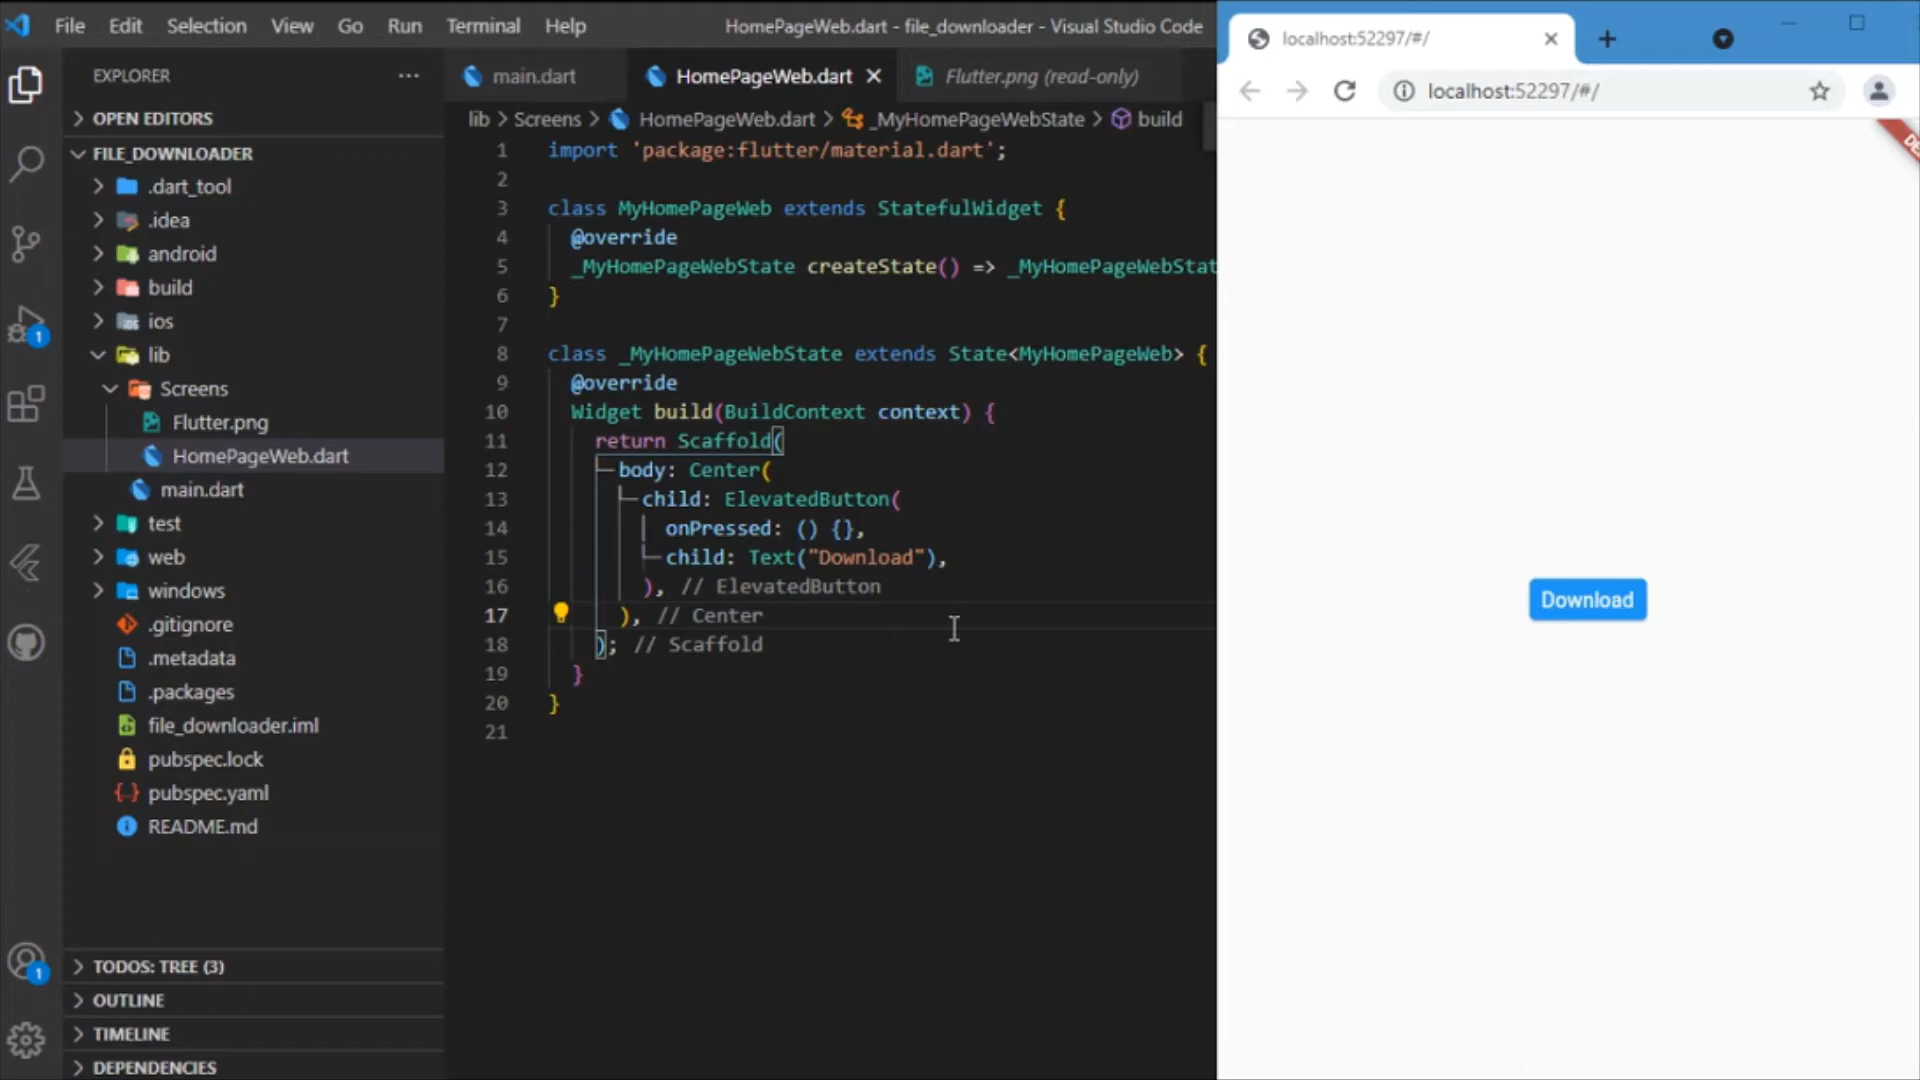 File Edit Selection View Go Run Terminal Help
HomePageWeb.dart - file_downloader - Visual Studio Code
EXPLORER
OPEN EDITORS
FILE_DOWNLOADER
.dart_tool
.idea
android
build
ios
lib
Screens
Flutter.png
HomePageWeb.dart
main.dart
test
web
windows
.gitignore
.metadata
.packages
file_downloader.iml
pubspec.lock
pubspec.yaml
README.md
TODOS: TREE (3)
OUTLINE
TIMELINE
DEPENDENCIES
1
1
main.dart
HomePageWeb.dart
Flutter.png (read-only)
lib > Screens > HomePageWeb.dart > _MyHomePageWebState > build
1 import 'package:flutter/material.dart';
2
3 class MyHomePageWeb extends StatefulWidget {
4 @override
5 _MyHomePageWebState createState() => _MyHomePageWebStat
6 }
7
8 class _MyHomePageWebState extends State<MyHomePageWeb> {
9 @override
10 Widget build(BuildContext context) {
11 return Scaffold(
12 body: Center(
13 child: ElevatedButton(
14 onPressed: () {},
15 child: Text("Download"),
16 ), // ElevatedButton
17 ), // Center
18 ); // Scaffold
19 }
20 }
21
localhost:52297/#/
localhost:52297/#/
Download